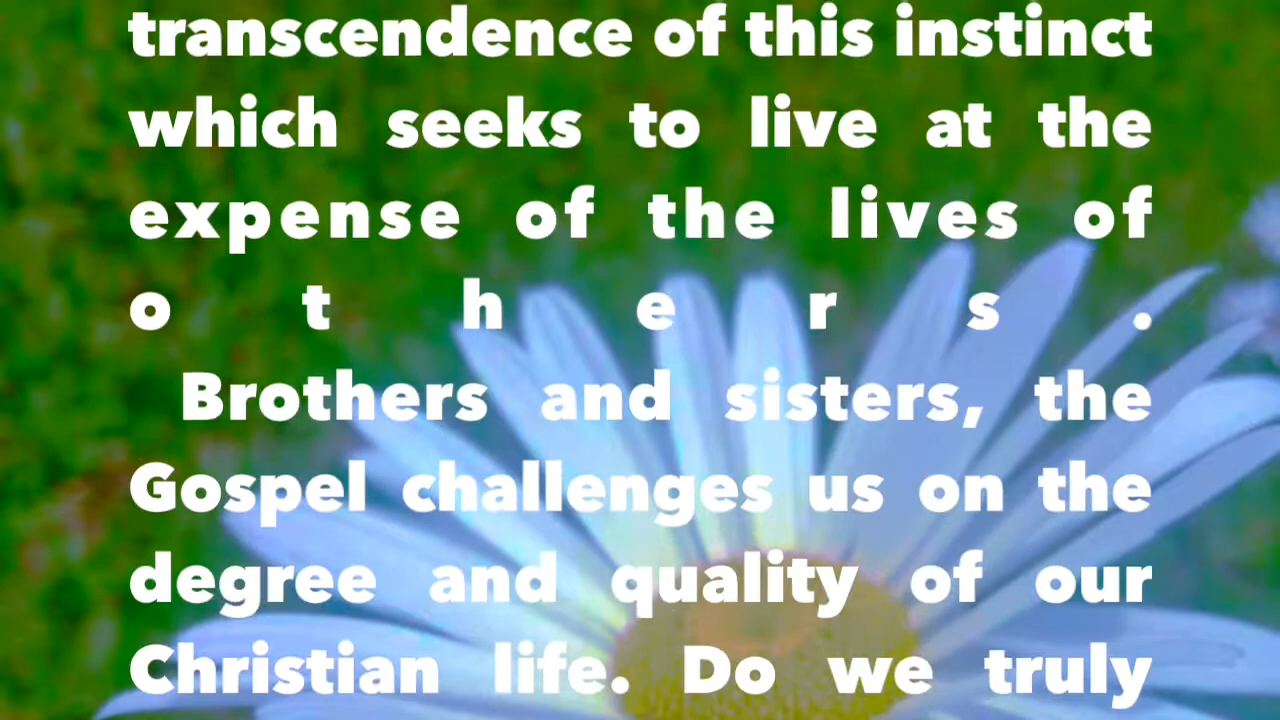 transcendence of this instinct
which seeks to live at the
expense of the lives of
others.
Brothers and sisters, the
Gospel challenges us on the
degree and quality of our
Christian life. Do we truly